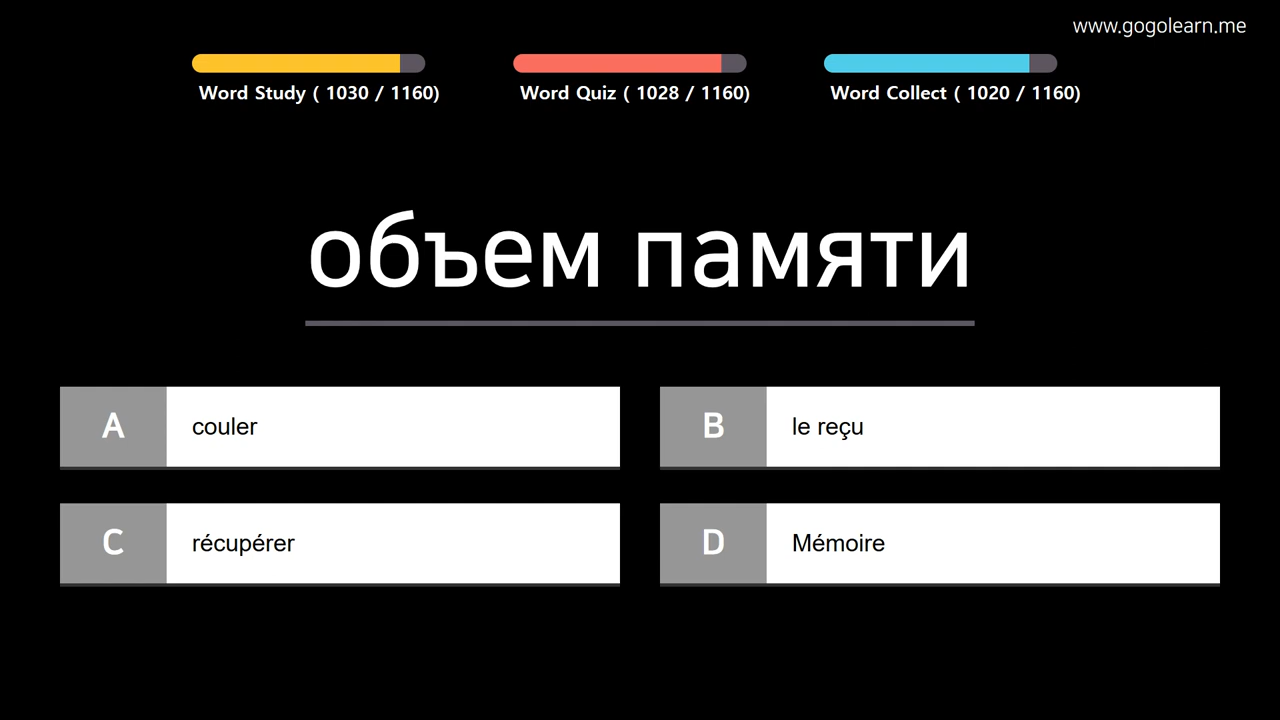 www.gogolearn.me
Word Study ( 1030 / 1160)
Word Quiz ( 1028 / 1160)
Word Collect ( 1020 / 1160)
объем памяти
A
couler
B
le reçu
C
récupérer
D
Mémoire